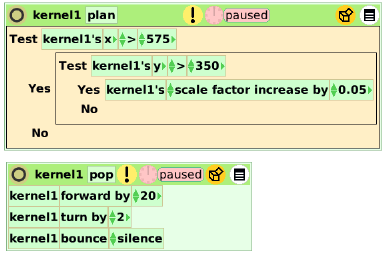 kernel1 plan ! paused
Test kernel1's x > 575
Test kernel1's y > 350
Yes Yes kernel1's scale factor increase by 0.05
No
No
kernel1 pop ! paused
kernel1 forward by 20
kernel1 turn by 2
kernel1 bounce silence